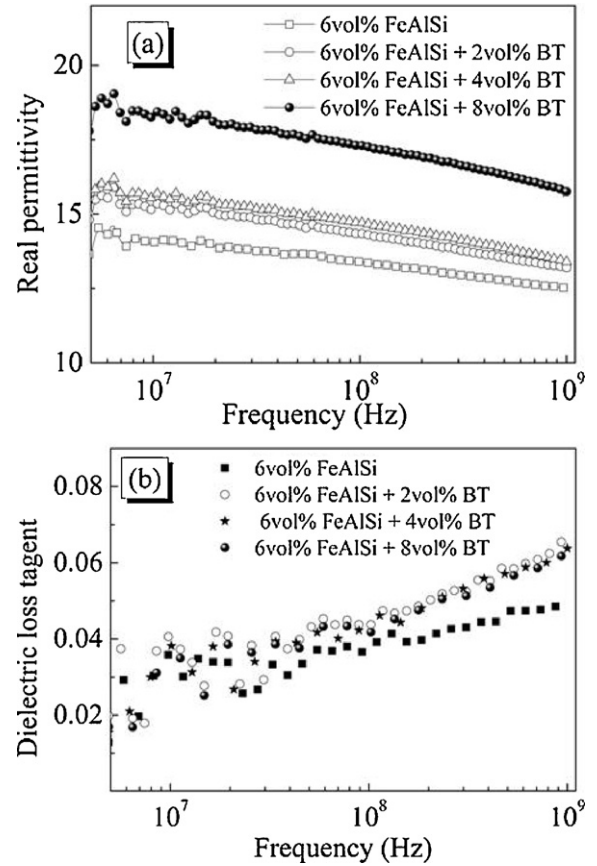 (a)
6vol% FeAlSi
6vol% FeAlSi + 2vol% BT
6vol% FeAlSi + 4vol% BT
6vol% FeAlSi + 8vol% BT
20
15
10
Real permittivity
10^7
10^8
10^9
Frequency (Hz)
(b)
6vol% FeAlSi
6vol% FeAlSi + 2vol% BT
6vol% FeAlSi + 4vol% BT
6vol% FeAlSi + 8vol% BT
0.08
0.06
0.04
0.02
Dielectric loss tagent
10^7
10^8
10^9
Frequency (Hz)